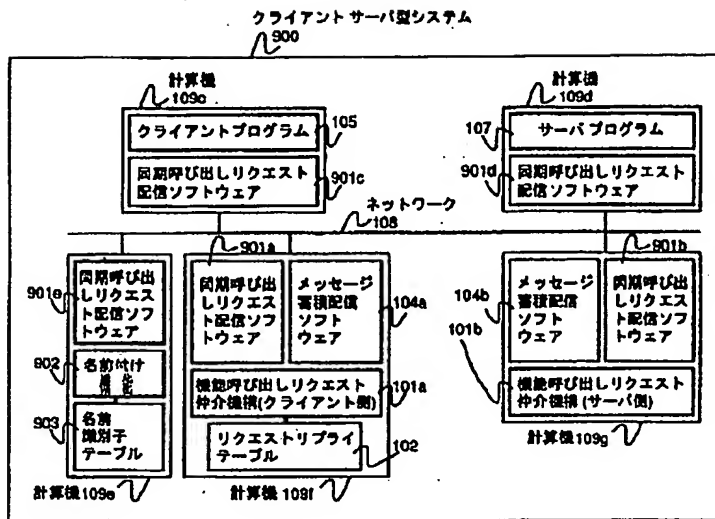 クライアント サーバ型システム
900
計算機
109c
クライアントプログラム
105
同期呼び出しリクエスト
配信ソフトウェア
901c
計算機
109d
107
サーバ プログラム
901d
同期呼び出しリクエスト
配信ソフトウェア
ネットワーク
108
901e
同期呼び出
しリクエス
ト配信ソフ
トウェア
902
名前付け
903
名前
識別子
テーブル
計算機109e
901a
同期呼び出
しリクエス
ト配信ソフ
トウェア
メッセージ
蓄積配信
ソフト
ウェア
104a
機能呼び出しリクエスト
仲介機構(クライアント側)
101a
リクエストリプライ
テーブル
102
計算機109f
901b
104b
メッセージ
蓄積配信
ソフト
ウェア
同期呼び出
しリクエス
ト配信ソフ
トウェア
101b
機能呼び出しリクエスト
仲介機構(サーバ側)
計算機109g